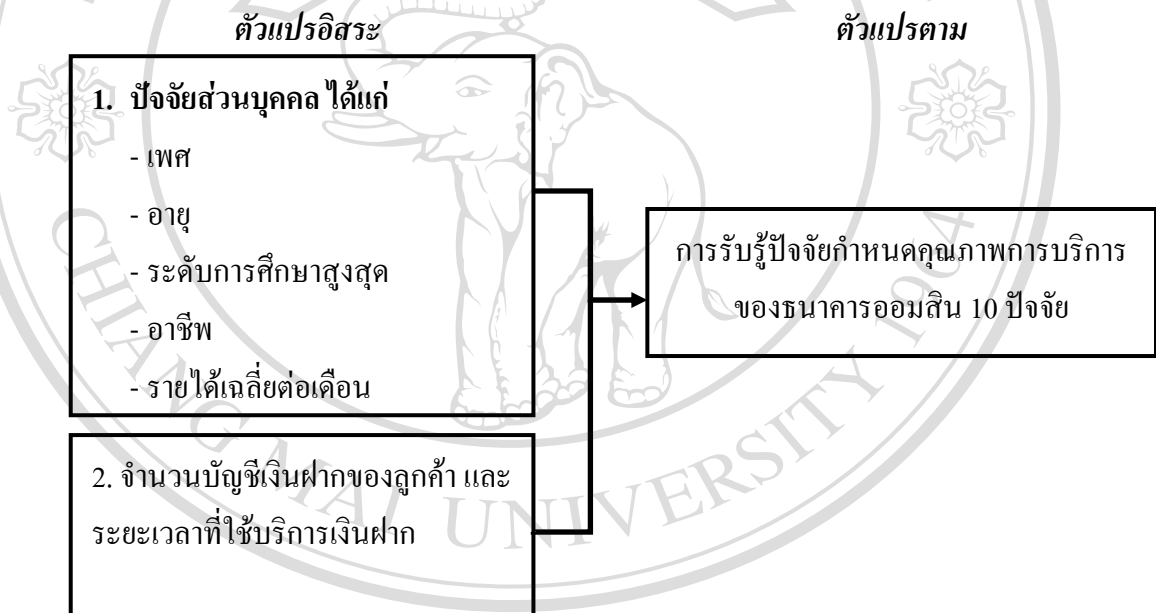 ตัวแปรอิสระ
ตัวแปรตาม
1. ปัจจัยส่วนบุคคล ได้แก่
- เพศ
- อายุ
- ระดับการศึกษาสูงสุด
- อาชีพ
- รายได้เฉลี่ยต่อเดือน
2. จำนวนบัญชีเงินฝากของลูกค้า และ
ระยะเวลาที่ใช้บริการเงินฝาก
การรับรู้ปัจจัยกำหนดคุณภาพการบริการ
ของธนาคารออมสิน 10 ปัจจัย
CHIANG MAI UNIVERSITY 1964